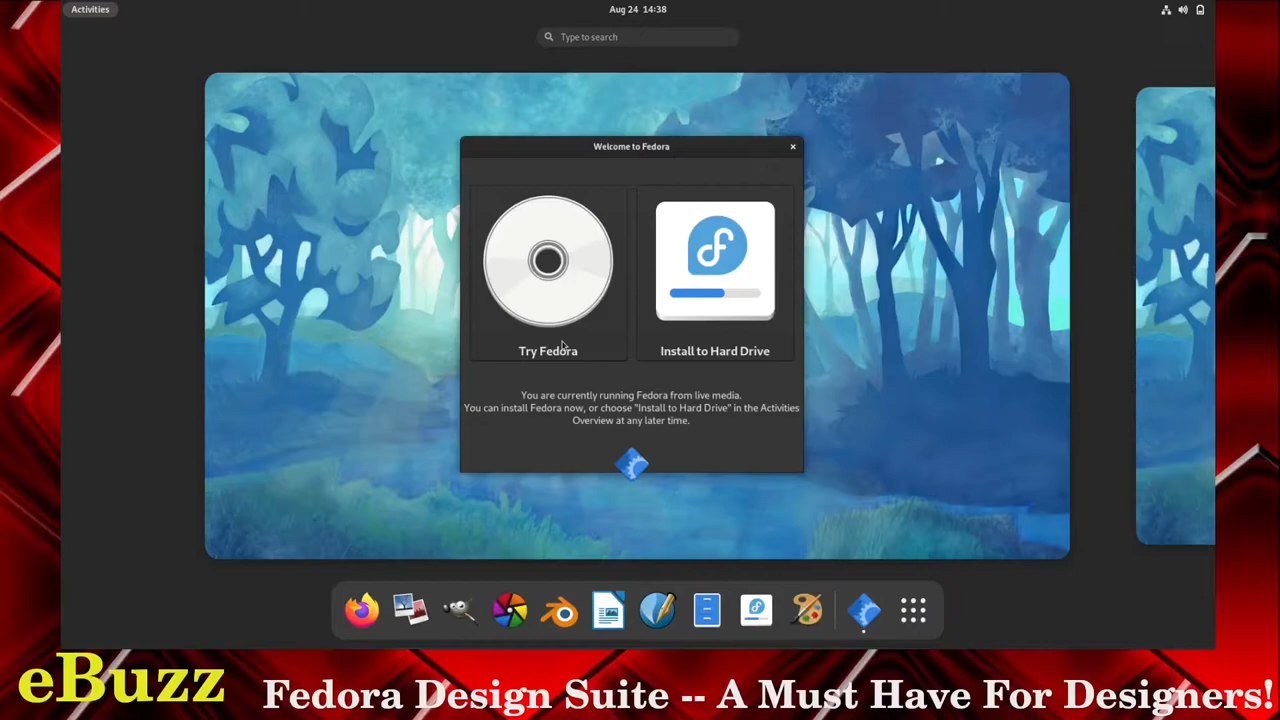 Activities
Aug 24 14:38
Type to search
Welcome to Fedora
Try Fedora
Install to Hard Drive
You are currently running Fedora from live media.
You can install Fedora now, or choose "Install to Hard Drive" in the Activities
Overview at any later time.
eBuzz
Fedora Design Suite -- A Must Have For Designers!